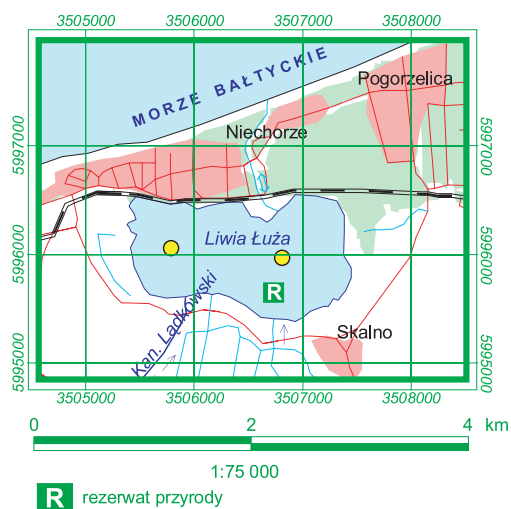 3505000 3506000 3507000 3508000
MORZE BAŁTYCKIE
Pogorzelica
Niechorze
5997000 5997000
Liwia Łuża
5996000 5996000
R
Kan. Lądkowski
Skalno
5995000 5995000
3505000 3506000 3507000 3508000
0 2 4 km
1:75 000
R rezerwat przyrody